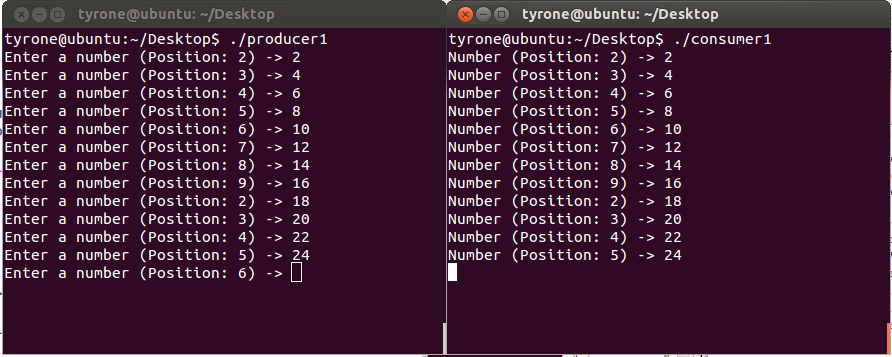 tyrone@ubuntu: ~/Desktop
tyrone@ubuntu:~/Desktop$ ./producer1
Enter a number (Position: 2) -> 2
Enter a number (Position: 3) -> 4
Enter a number (Position: 4) -> 6
Enter a number (Position: 5) -> 8
Enter a number (Position: 6) -> 10
Enter a number (Position: 7) -> 12
Enter a number (Position: 8) -> 14
Enter a number (Position: 9) -> 16
Enter a number (Position: 2) -> 18
Enter a number (Position: 3) -> 20
Enter a number (Position: 4) -> 22
Enter a number (Position: 5) -> 24
Enter a number (Position: 6) ->
tyrone@ubuntu: ~/Desktop
tyrone@ubuntu:~/Desktop$ ./consumer1
Number (Position: 2) -> 2
Number (Position: 3) -> 4
Number (Position: 4) -> 6
Number (Position: 5) -> 8
Number (Position: 6) -> 10
Number (Position: 7) -> 12
Number (Position: 8) -> 14
Number (Position: 9) -> 16
Number (Position: 2) -> 18
Number (Position: 3) -> 20
Number (Position: 4) -> 22
Number (Position: 5) -> 24